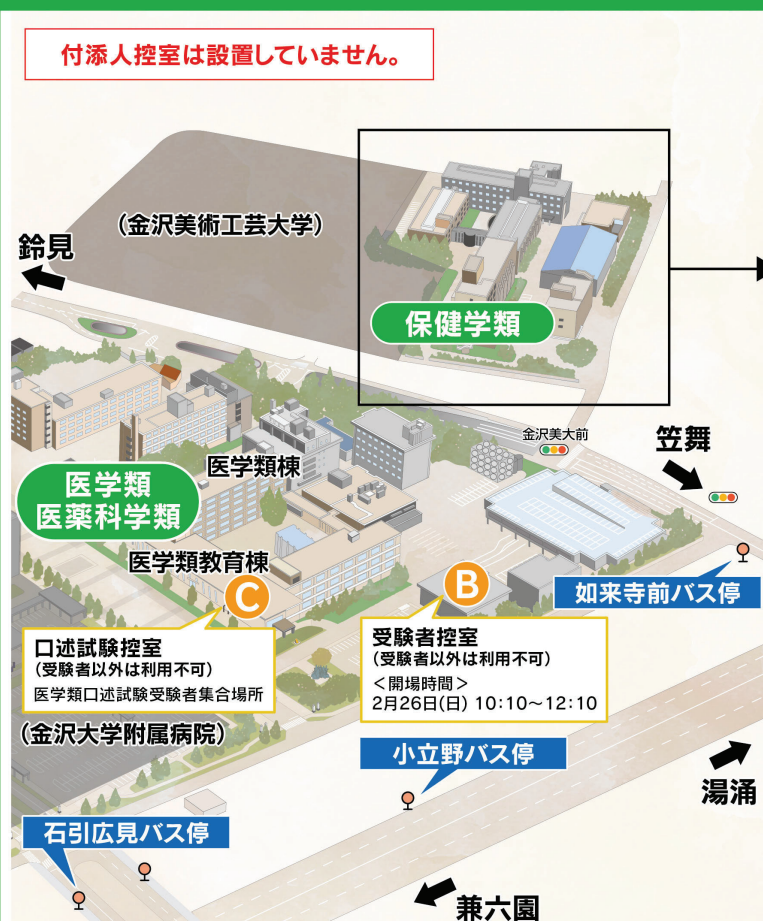 付添人控室は設置していません。
(金沢美術工芸大学)
鈴見
保健学類
金沢美大前
笠舞
医学類棟
医学類
医薬科学類
医学類教育棟
C
B
如来寺前バス停
口述試験控室
(受験者以外は利用不可)
医学類口述試験受験者集合場所
受験者控室
(受験者以外は利用不可)
<開場時間>
2月26日(日) 10:10~12:10
(金沢大学附属病院)
小立野バス停
湯涌
石引広見バス停
兼六園